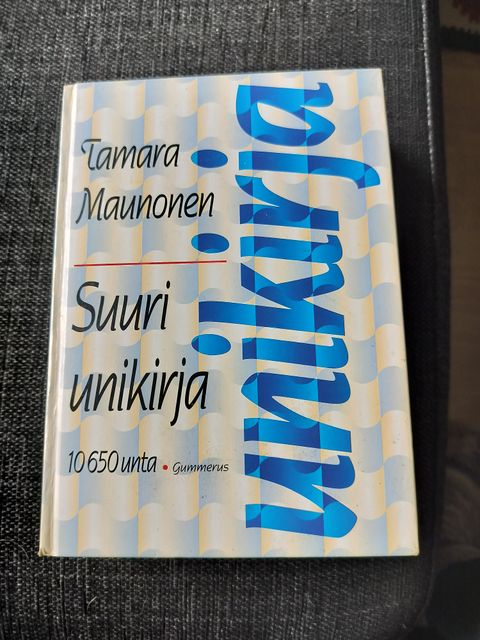 Tamara
Maunonen
Suuri
unikirja
10 650 unta • Gummerus
unikirja